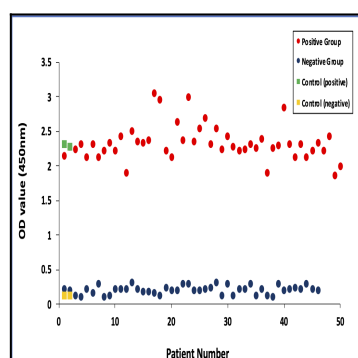 Positive Group
Negative Group
Control (positive)
Control (negative)
OD value (450nm)
3.5
3
2.5
2
1.5
1
0.5
0
0
10
20
30
40
50
Patient Number